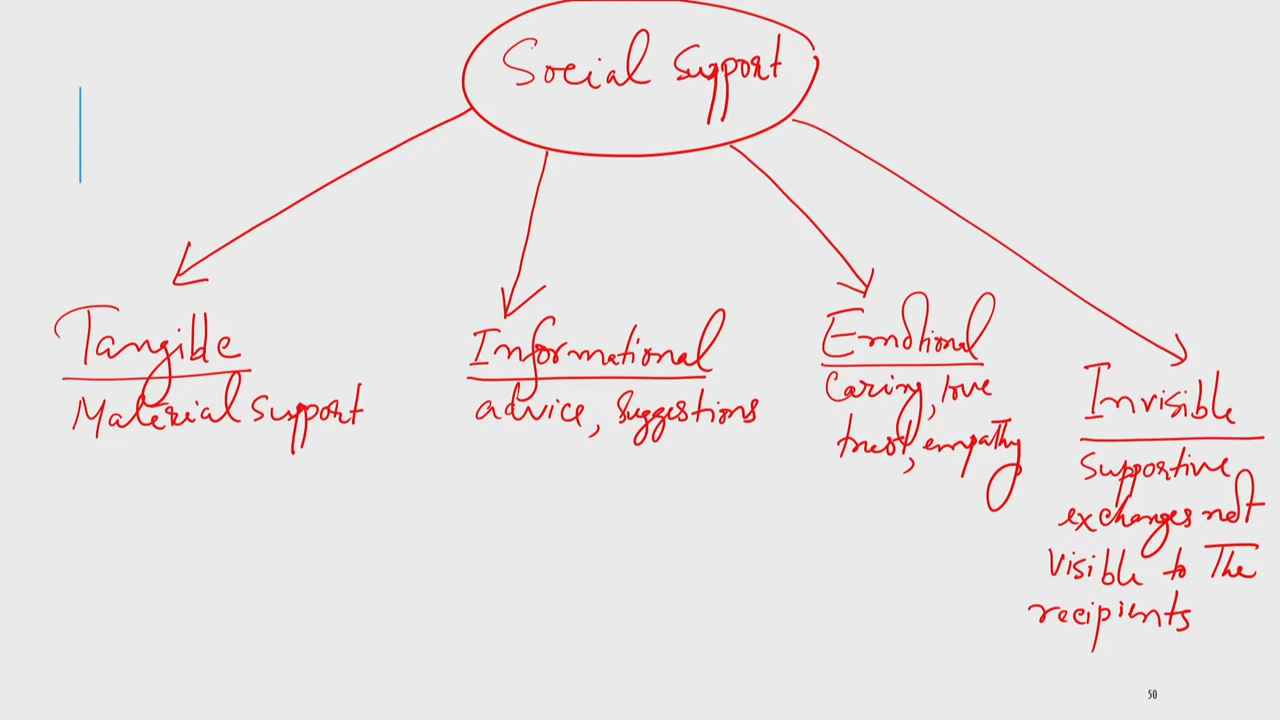 Social Support
Tangible
Material support
Informational
advice, suggestions
Emotional
Caring, love
trust, empathy
Invisible
supportive
exchanges not
visible to The
recipients
50